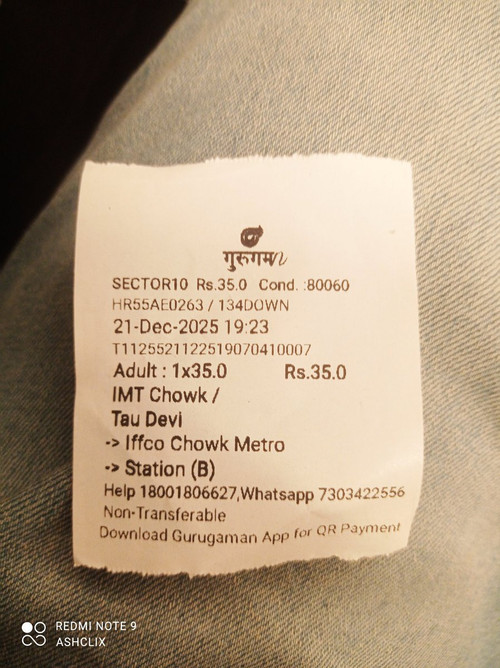 गुरुगमन
SECTOR10 Rs.35.0 Cond. :80060
HR55AE0263 / 134DOWN
21-Dec-2025 19:23
T1125521122519070410007
Adult : 1x35.0 Rs.35.0
IMT Chowk /
Tau Devi
-> Iffco Chowk Metro
-> Station (B)
Help 18001806627,Whatsapp 7303422556
Non-Transferable
Download Gurugaman App for QR Payment
REDMI NOTE 9
ASHCLIX